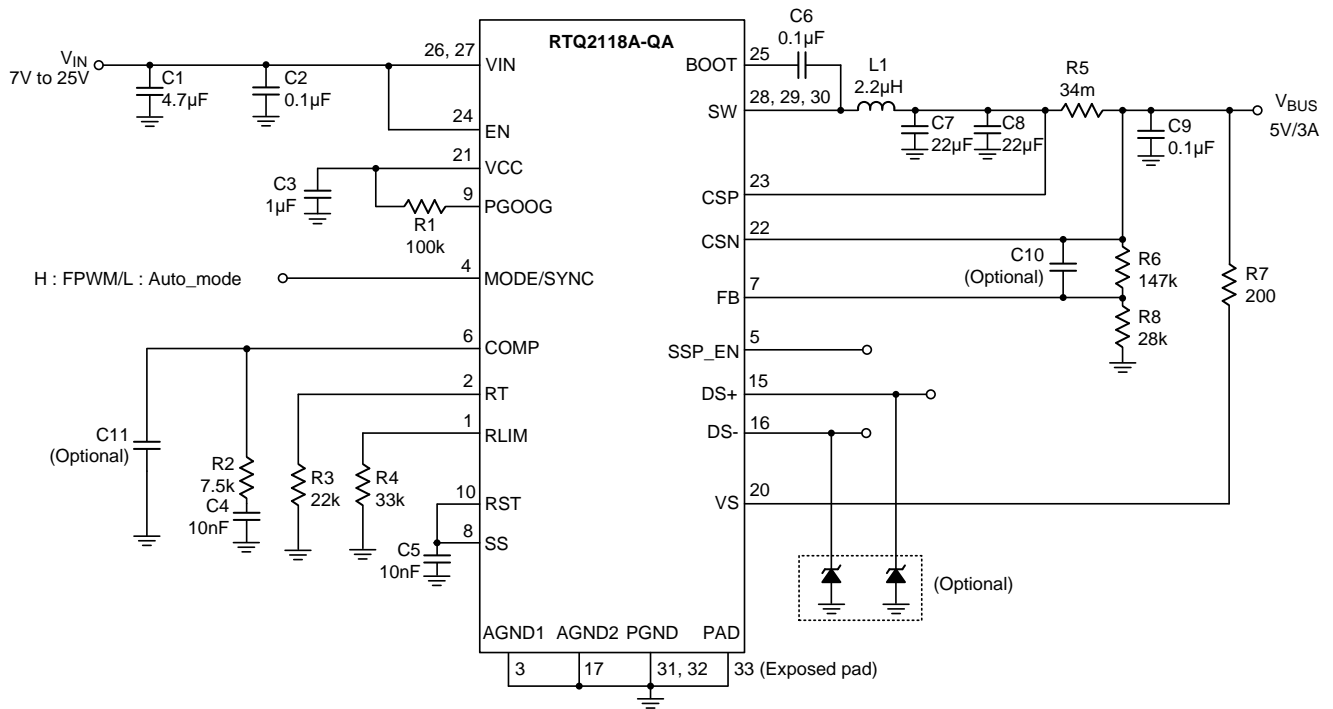 RTQ2118A-QA
V_IN
7V to 25V
C1
4.7µF
C2
0.1µF
26, 27
VIN
24
EN
21
VCC
C3
1µF
9
PGOOG
R1
100k
H : FPWM/L : Auto_mode
4
MODE/SYNC
6
COMP
2
RT
1
RLIM
C11
(Optional)
R2
7.5k
C4
10nF
R3
22k
R4
33k
10
RST
8
SS
C5
10nF
AGND1
AGND2
PGND
PAD
3
17
31, 32
33 (Exposed pad)
BOOT
25
C6
0.1µF
SW
28, 29, 30
L1
2.2µH
C7
22µF
C8
22µF
R5
34m
C9
0.1µF
V_BUS
5V/3A
23
CSP
22
CSN
C10
(Optional)
R6
147k
R7
200
7
FB
R8
28k
5
SSP_EN
15
DS+
16
DS-
20
VS
(Optional)